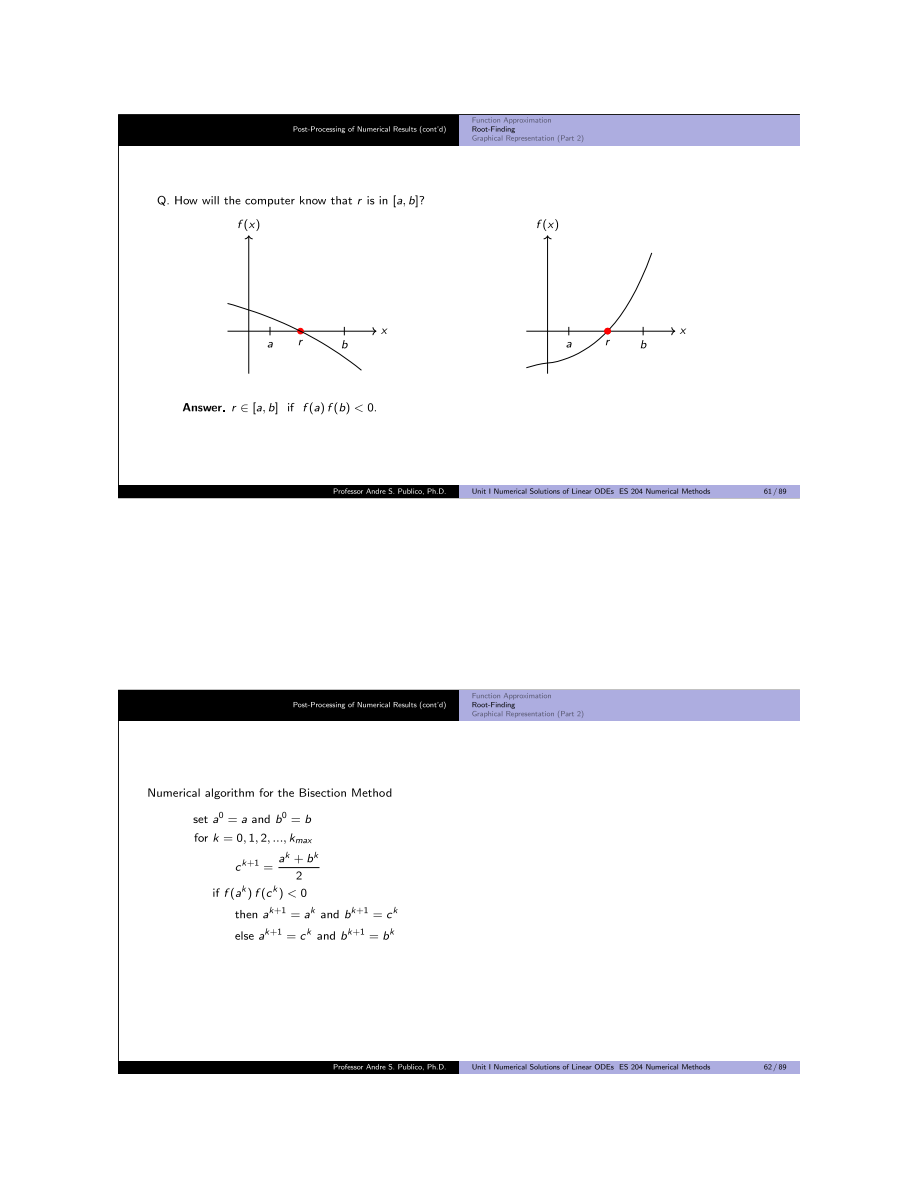 Post-Processing of Numerical Results (cont'd)
Function Approximation
Root-Finding
Graphical Representation (Part 2)
Q. How will the computer know that r is in [a, b]?
f(x)
x
a
r
b
f(x)
x
a
r
b
Answer. r ∈ [a, b] if f(a) f(b) < 0.
Professor Andre S. Publico, Ph.D.
Unit I Numerical Solutions of Linear ODEs ES 204 Numerical Methods
61 / 89
Post-Processing of Numerical Results (cont'd)
Function Approximation
Root-Finding
Graphical Representation (Part 2)
Numerical algorithm for the Bisection Method
set a^0 = a and b^0 = b
for k = 0, 1, 2, ..., k_max
c^{k+1} = (a^k + b^k) / 2
if f(a^k) f(c^k) < 0
then a^{k+1} = a^k and b^{k+1} = c^k
else a^{k+1} = c^k and b^{k+1} = b^k
Professor Andre S. Publico, Ph.D.
Unit I Numerical Solutions of Linear ODEs ES 204 Numerical Methods
62 / 89